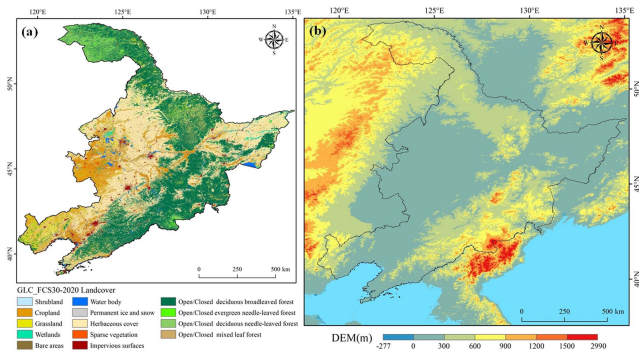 120°E 125°E 130°E 135°E
(a)
N
W E
S
50°N
45°N
40°N
0 250 500 km
GLC_FCS30-2020 Landcover
Shrubland
Cropland
Grassland
Wetlands
Bare areas
Water body
Permanent ice and snow
Herbaceous cover
Sparse vegetation
Impervious surfaces
Open/Closed deciduous broadleaved forest
Open/Closed evergreen needle-leaved forest
Open/Closed deciduous needle-leaved forest
Open/Closed mixed leaf forest
120°E 125°E 130°E 135°E
(b)
N
W E
S
50°N
45°N
40°N
0 250 500 km
DEM(m)
-277 0 300 600 900 1200 1500 2990